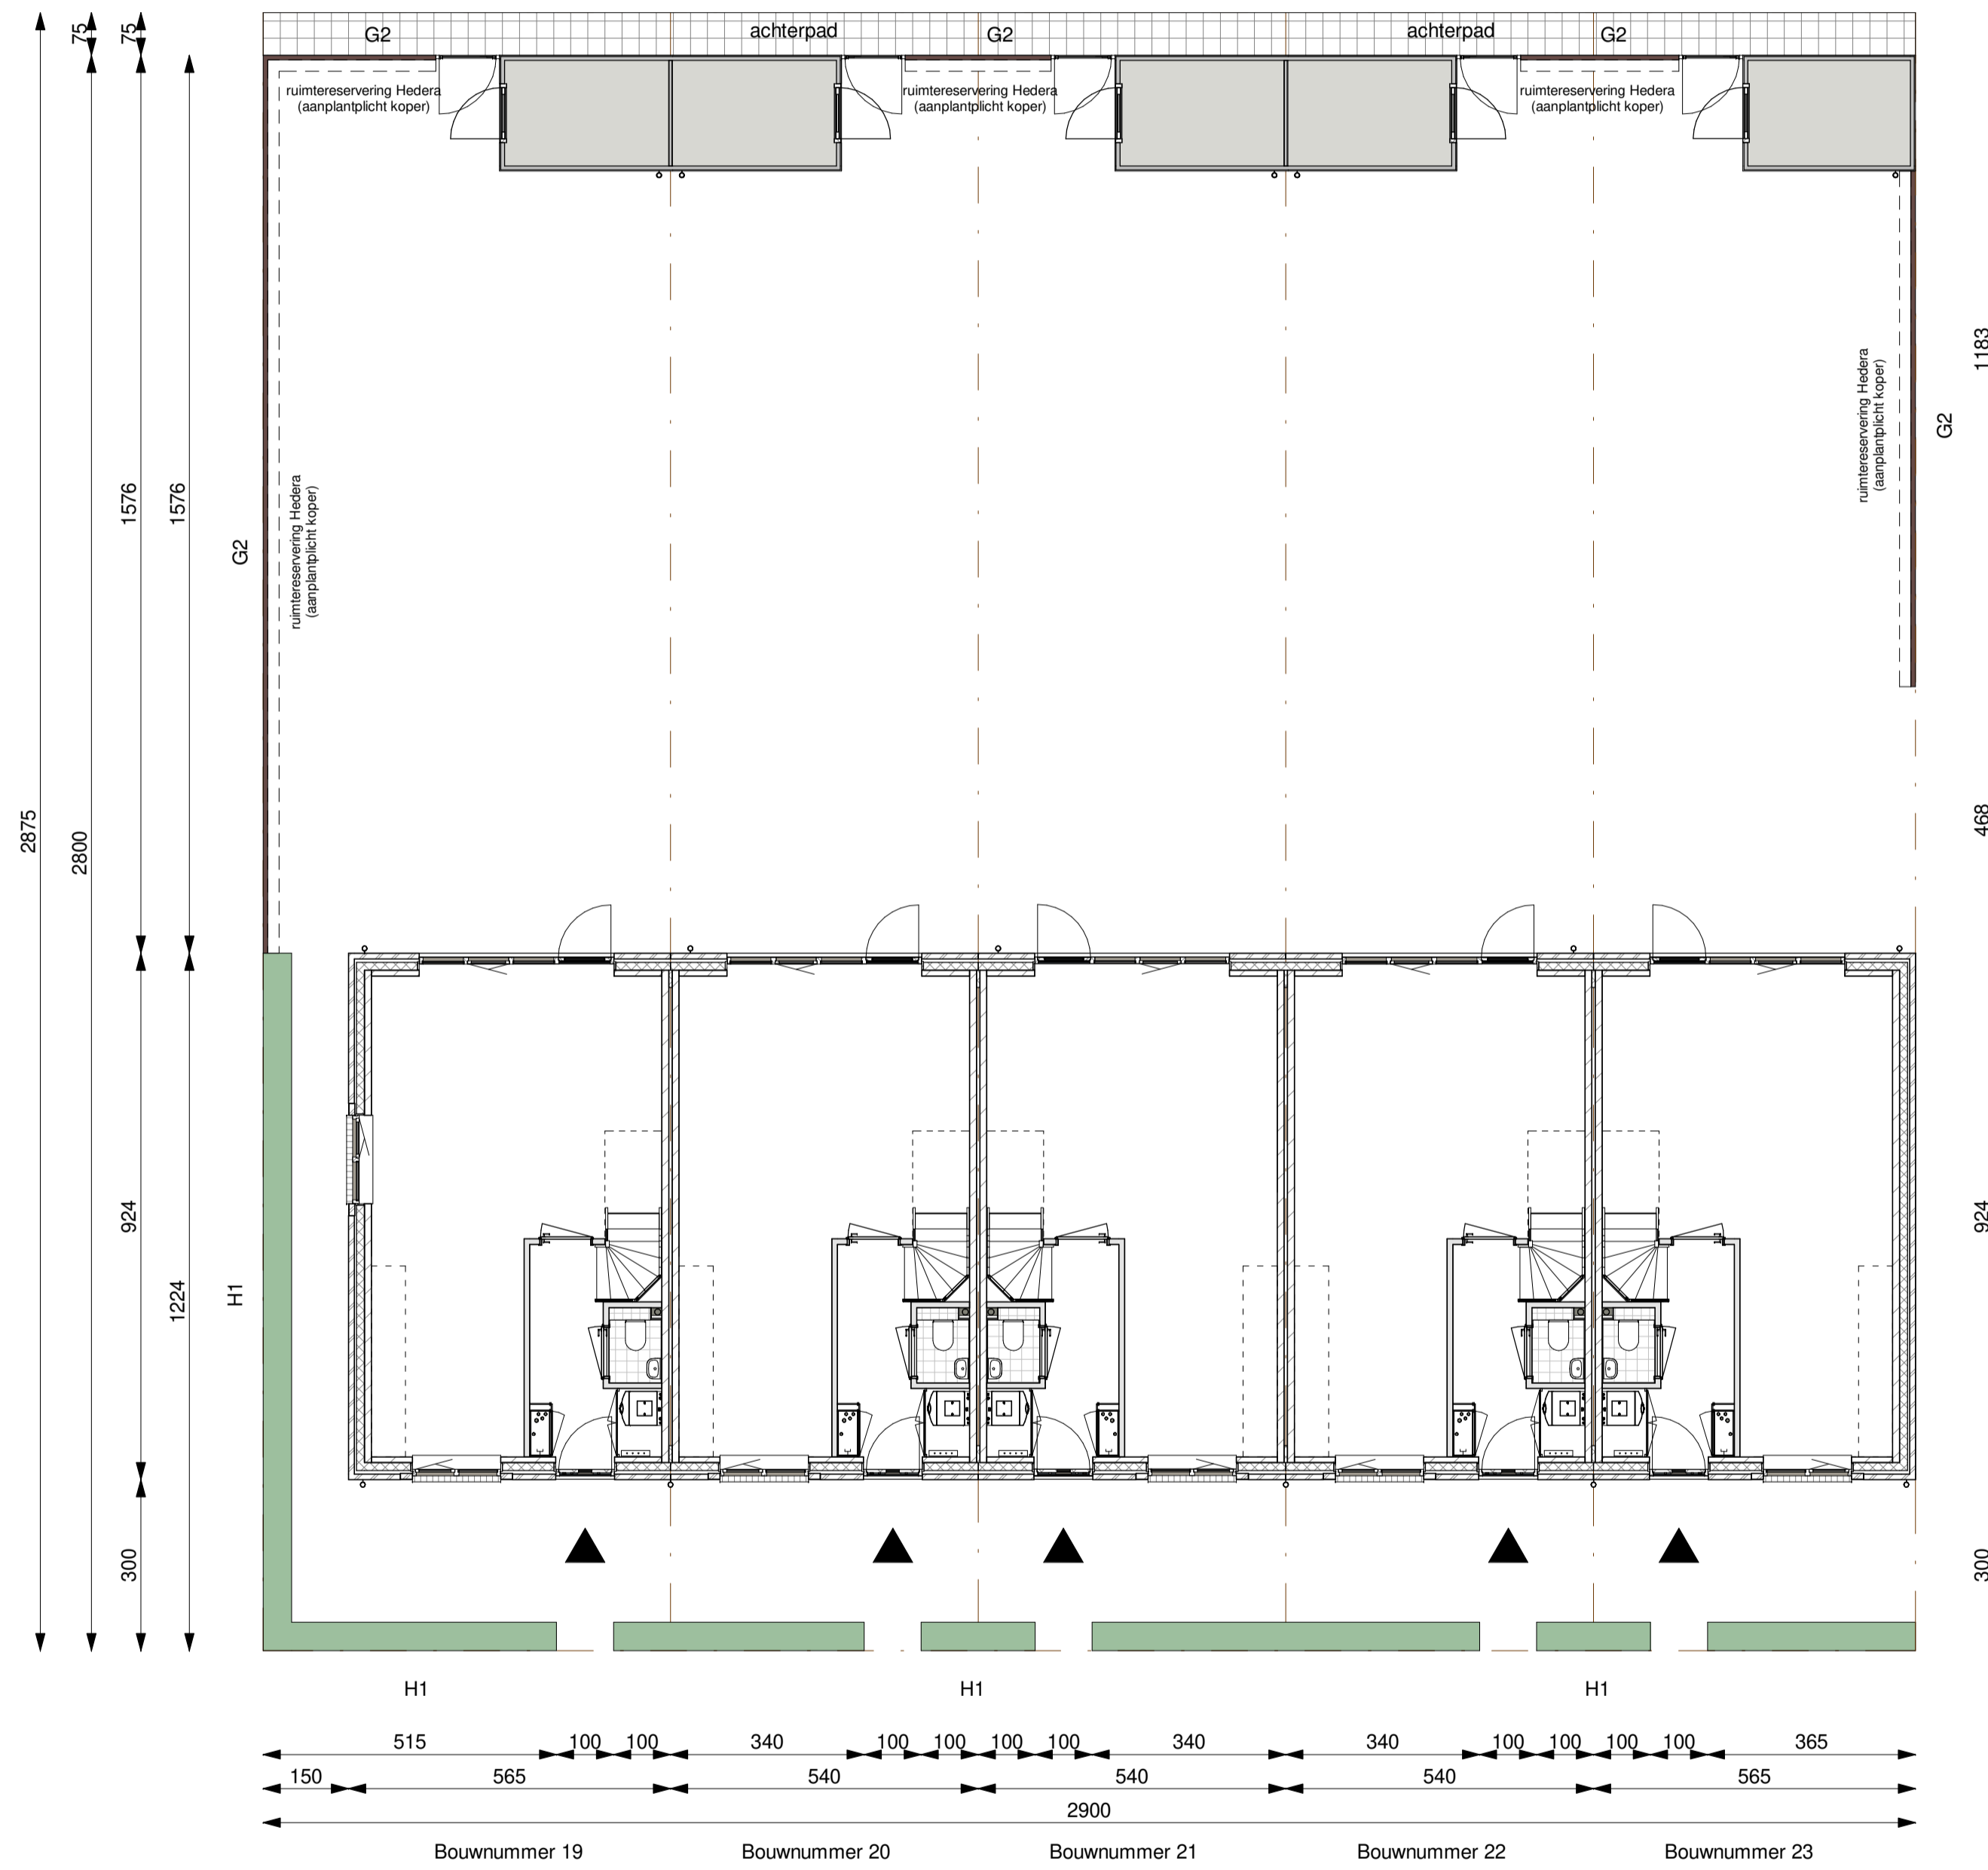 75
75
G2
achterpad
G2
achterpad
G2
ruimtereservering Hedera
(aanplantplicht koper)
ruimtereservering Hedera
(aanplantplicht koper)
ruimtereservering Hedera
(aanplantplicht koper)
1183
ruimtereservering Hedera
(aanplantplicht koper)
G2
1576
1576
G2
ruimtereservering Hedera
(aanplantplicht koper)
2875
2800
468
924
1224
H1
924
300
300
H1
H1
H1
515
100
100
340
100
100
100
100
340
340
100
100
100
100
365
150
565
540
540
540
565
2900
Bouwnummer 19
Bouwnummer 20
Bouwnummer 21
Bouwnummer 22
Bouwnummer 23